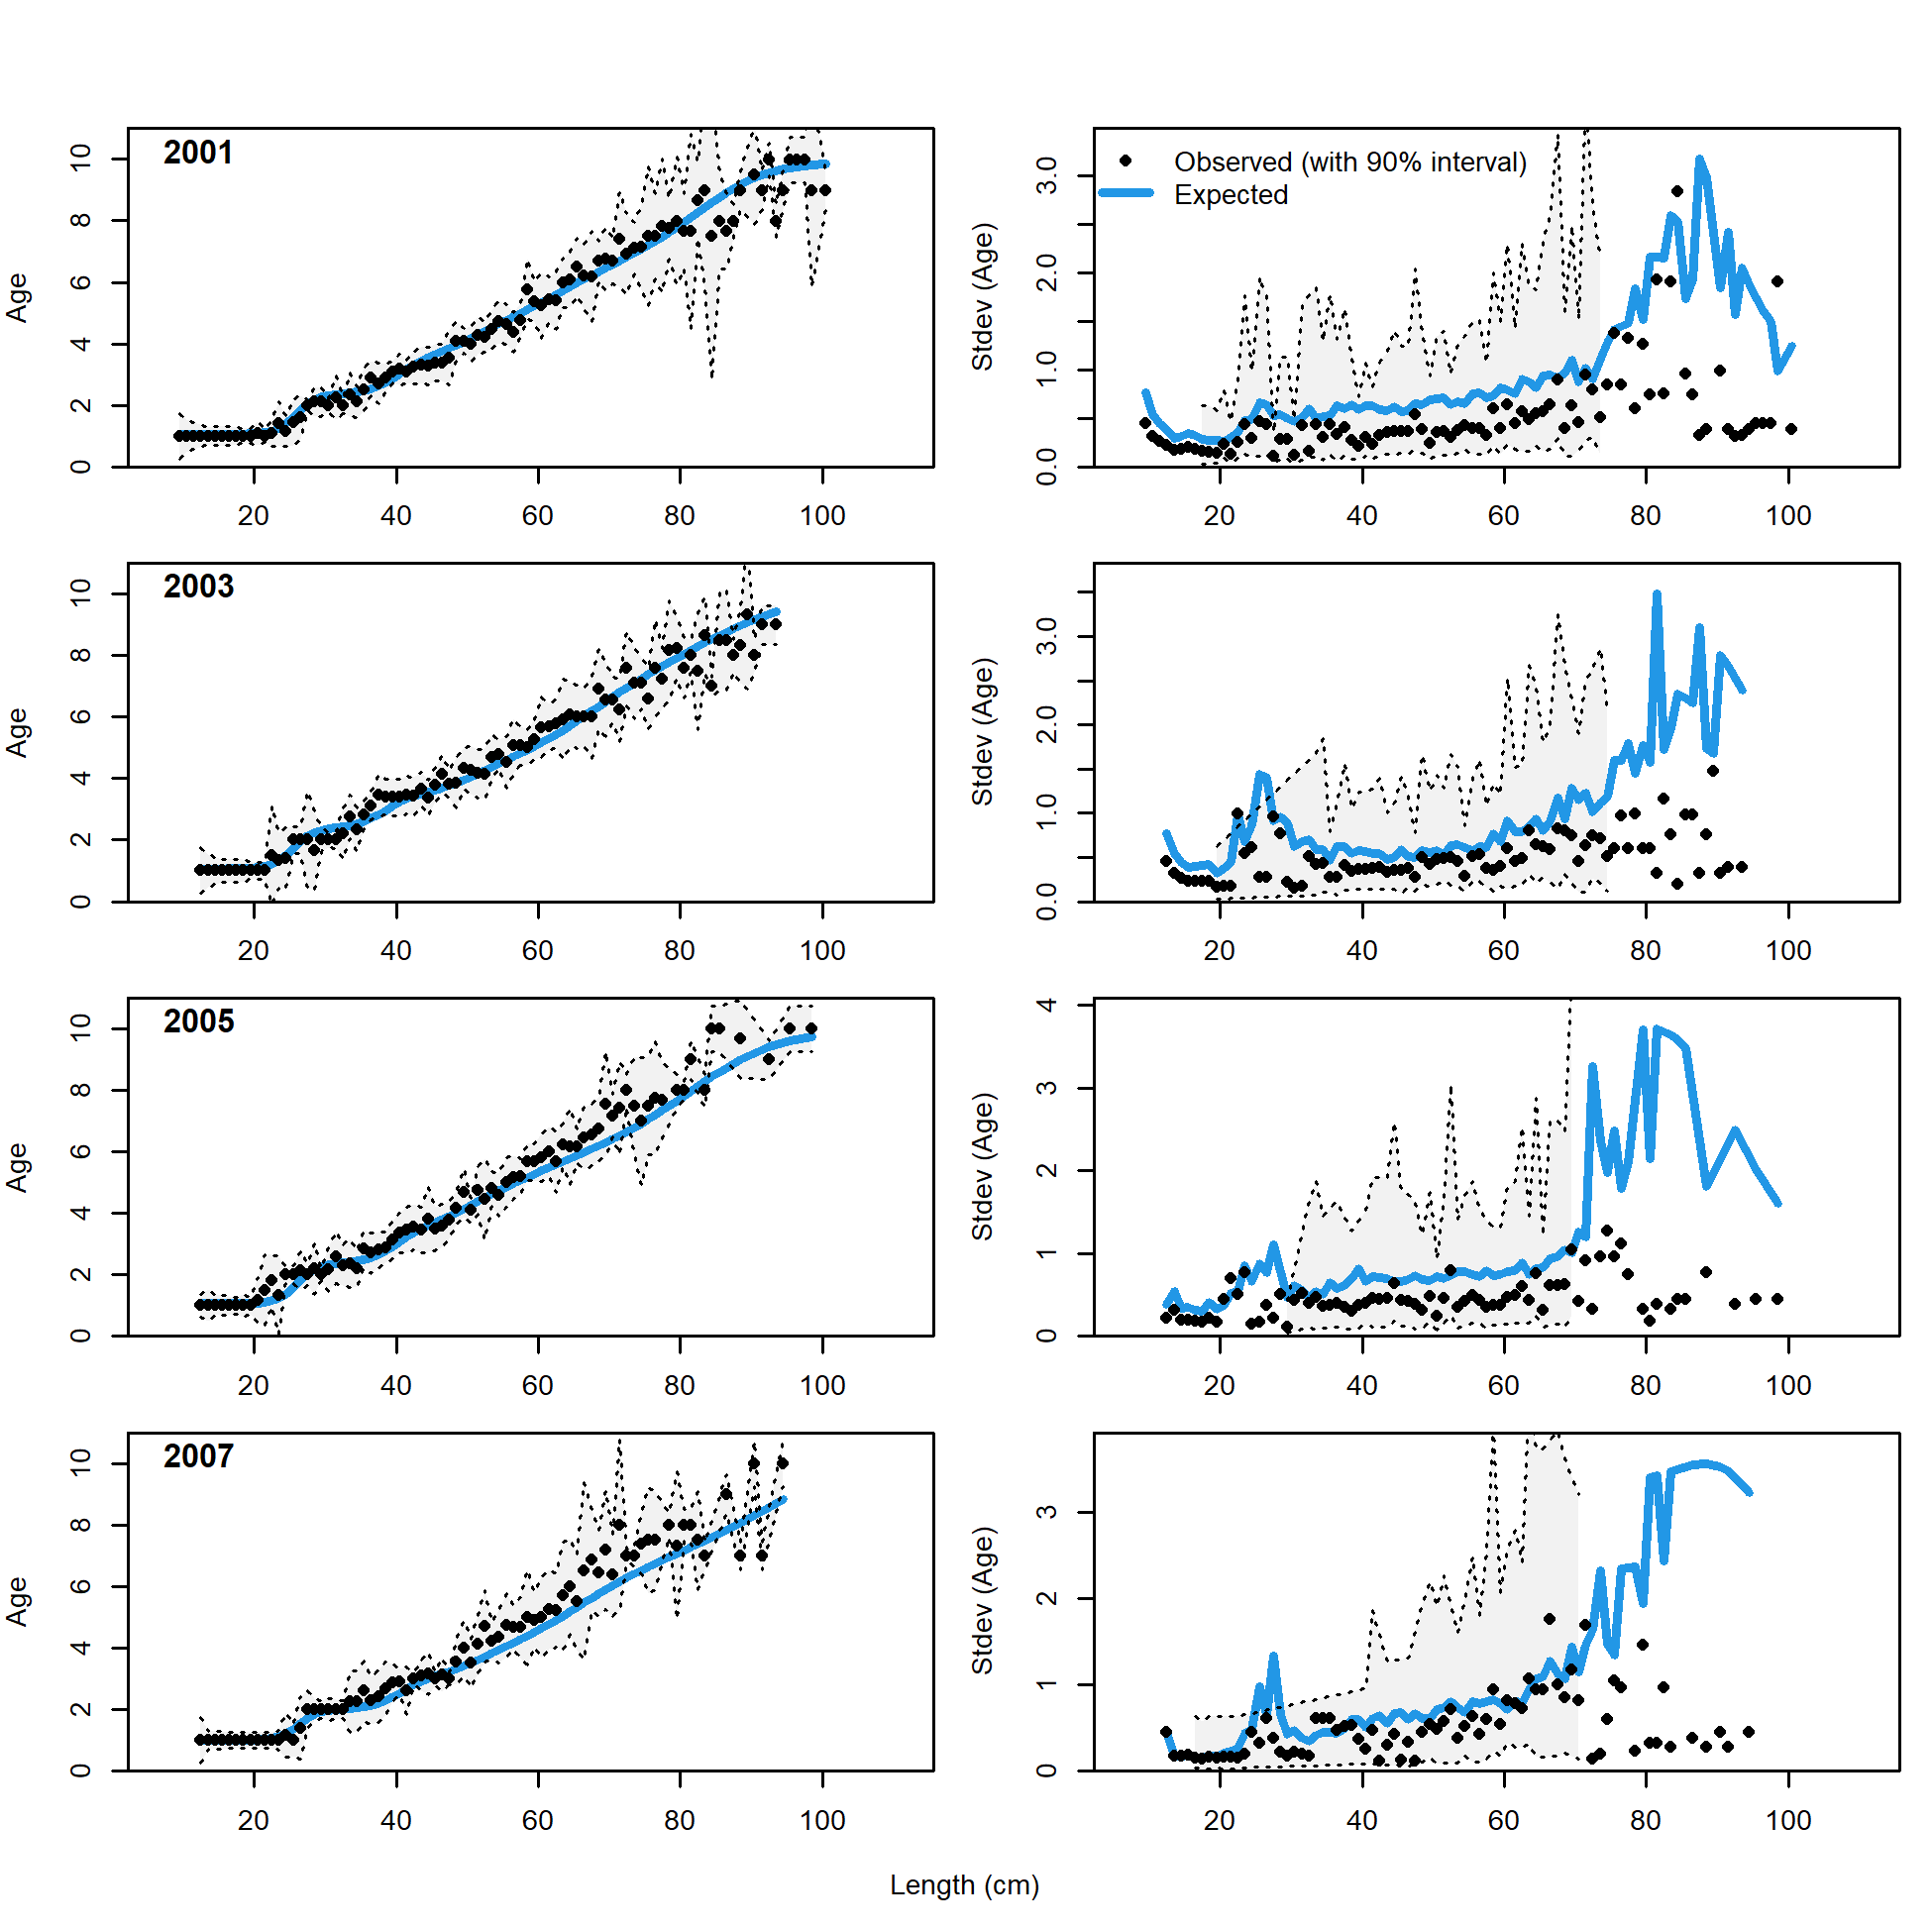 2001
Age
0 2 4 6 8 10
20 40 60 80 100
Observed (with 90% interval)
Expected
Stdev (Age)
0.0 1.0 2.0 3.0
20 40 60 80 100
2003
Age
0 2 4 6 8 10
20 40 60 80 100
Stdev (Age)
0.0 1.0 2.0 3.0
20 40 60 80 100
2005
Age
0 2 4 6 8 10
20 40 60 80 100
Stdev (Age)
0 1 2 3 4
20 40 60 80 100
2007
Age
0 2 4 6 8 10
20 40 60 80 100
Stdev (Age)
0 1 2 3
20 40 60 80 100
Length (cm)